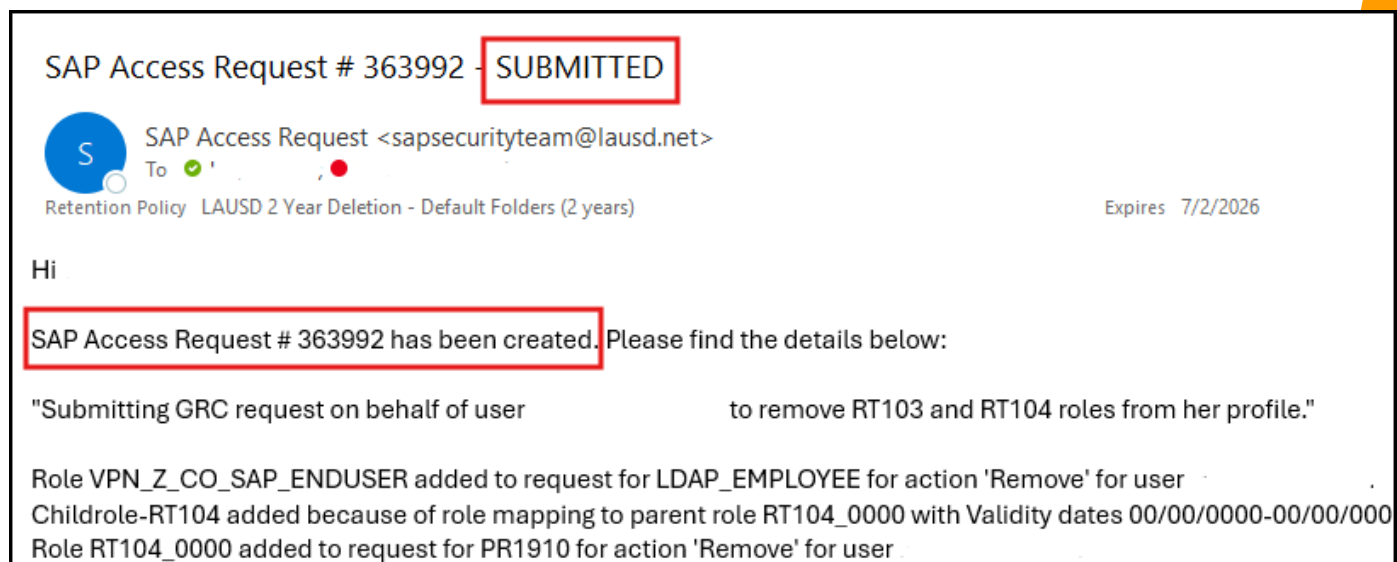 SAP Access Request # 363992 - SUBMITTED
S
SAP Access Request <sapsecurityteam@lausd.net>
To
Retention Policy LAUSD 2 Year Deletion - Default Folders (2 years) Expires 7/2/2026
Hi
SAP Access Request # 363992 has been created. Please find the details below:
"Submitting GRC request on behalf of user to remove RT103 and RT104 roles from her profile."
Role VPN_Z_CO_SAP_ENDUSER added to request for LDAP_EMPLOYEE for action 'Remove' for user
Childrole-RT104 added because of role mapping to parent role RT104_0000 with Validity dates 00/00/0000-00/00/000
Role RT104_0000 added to request for PR1910 for action 'Remove' for user